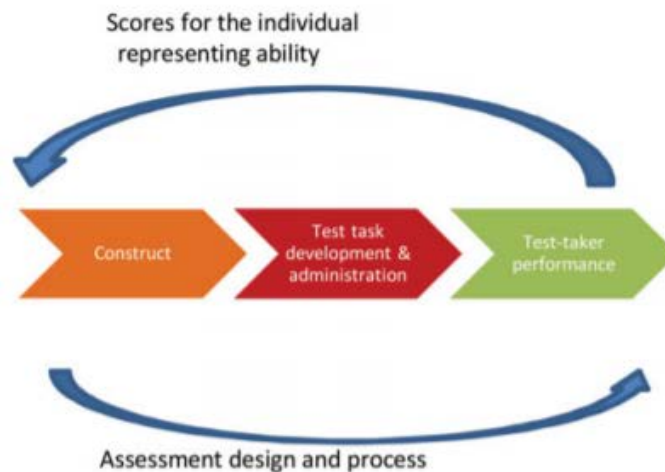 Scores for the individual
representing ability
Construct
Test task
development &
administration
Test-taker
performance
Assessment design and process